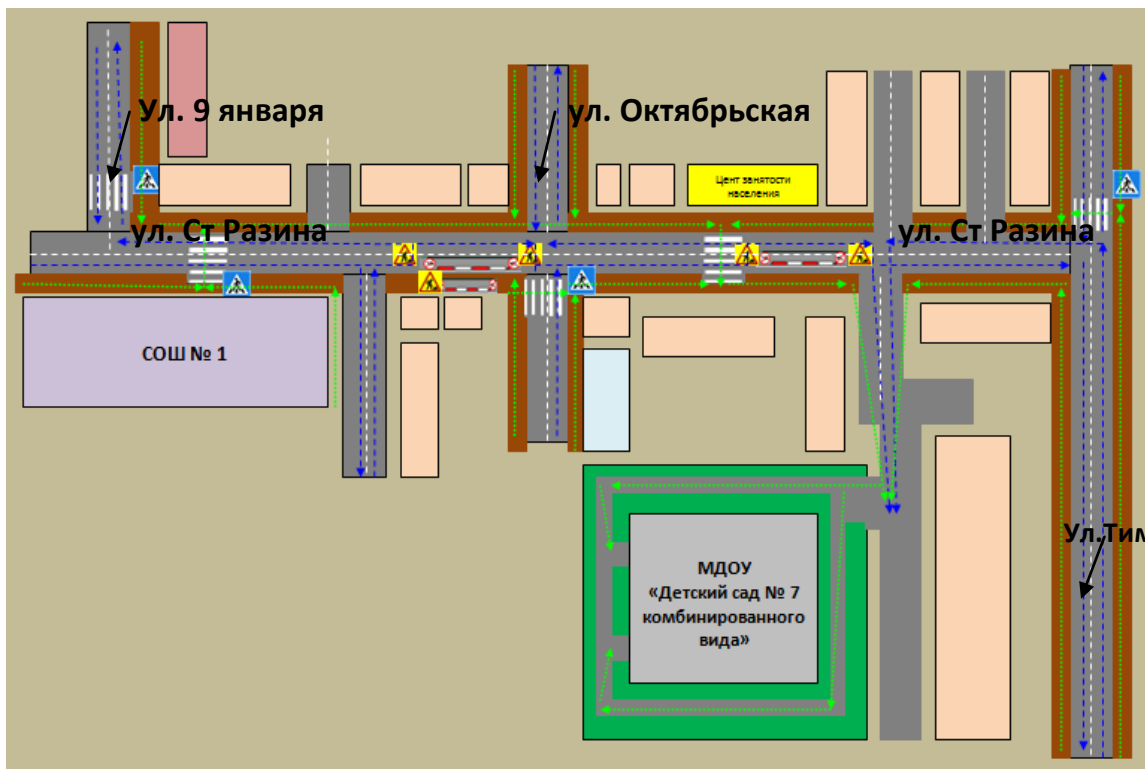 Ул. 9 января
ул. Октябрьская
Цент занятости
населения
ул. Ст Разина
ул. Ст Разина
СОШ № 1
Ул.Тим
МДОУ
«Детский сад № 7
комбинированного
вида»